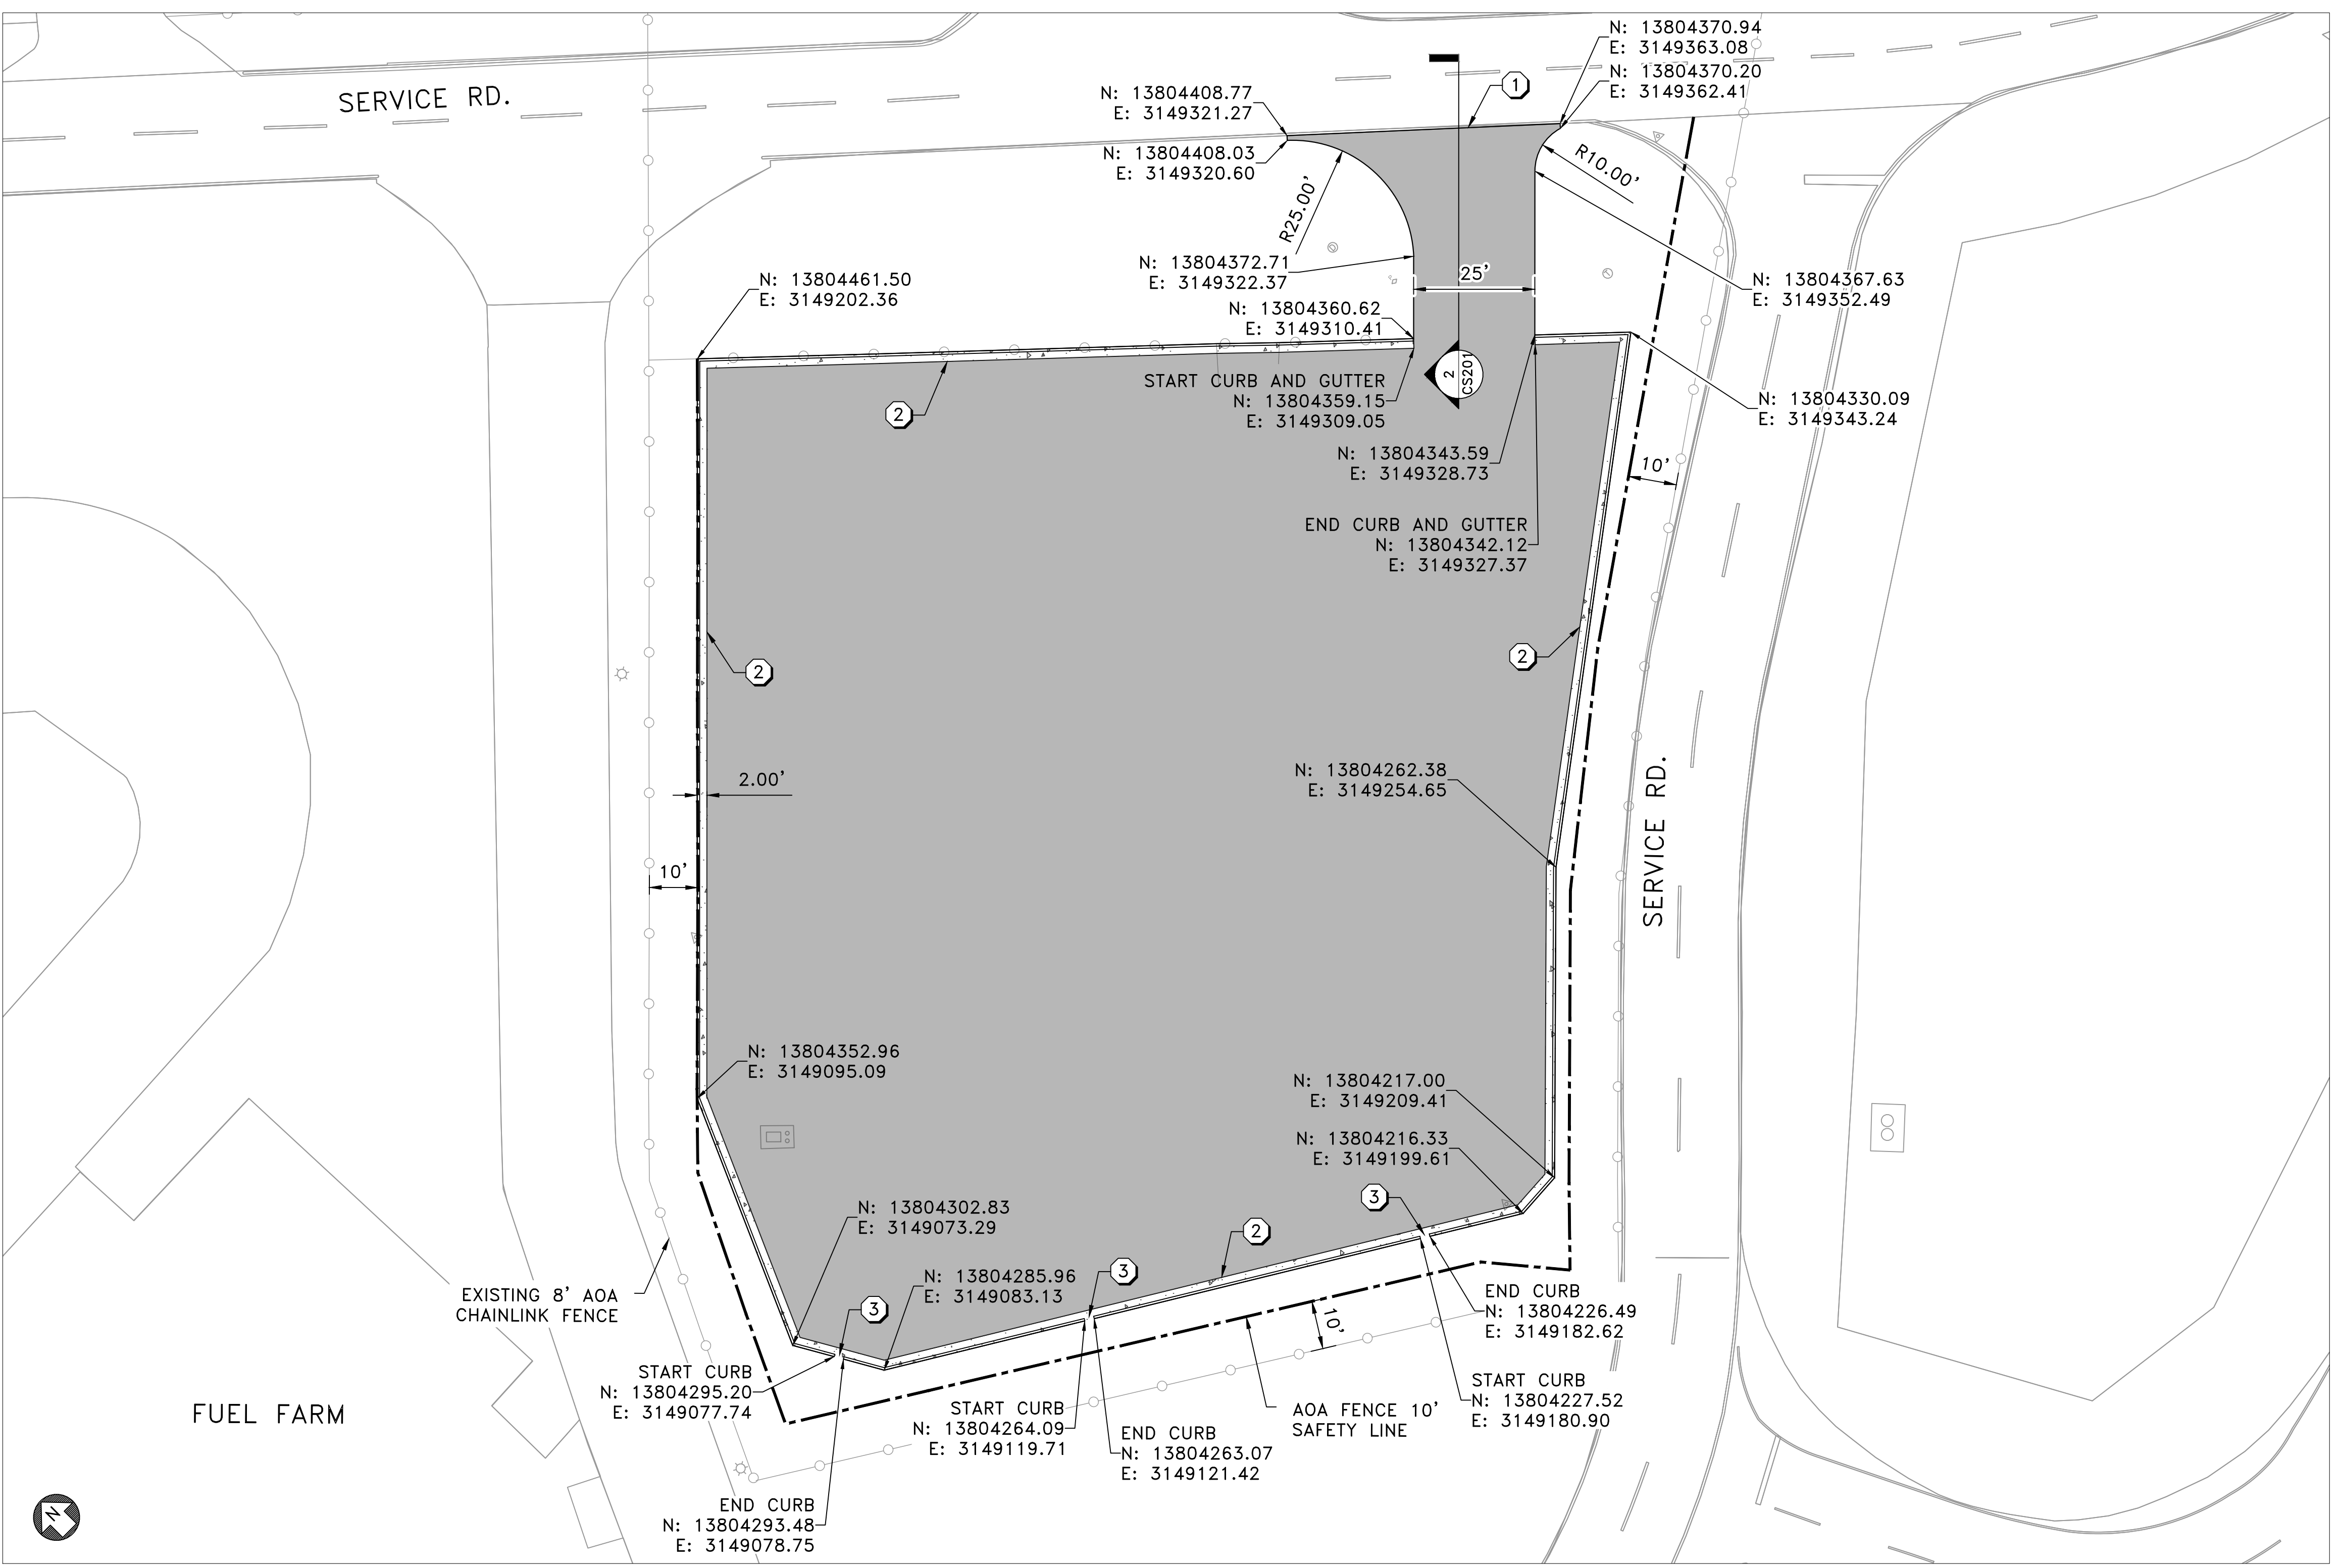 N: 13804370.94
E: 3149363.08
N: 13804370.20
E: 3149362.41
SERVICE RD.
1
N: 13804408.77
E: 3149321.27
N: 13804408.03
E: 3149320.60
R10.00'
R25.00'
N: 13804372.71
E: 3149322.37
25'
N: 13804461.50
E: 3149202.36
N: 13804367.63
E: 3149352.49
N: 13804360.62
E: 3149310.41
START CURB AND GUTTER
N: 13804359.15
E: 3149309.05
2
CS201
2
N: 13804330.09
E: 3149343.24
N: 13804343.59
E: 3149328.73
10'
END CURB AND GUTTER
N: 13804342.12
E: 3149327.37
2
2
2.00'
N: 13804262.38
E: 3149254.65
SERVICE RD.
10'
N: 13804352.96
E: 3149095.09
N: 13804217.00
E: 3149209.41
N: 13804216.33
E: 3149199.61
3
N: 13804302.83
E: 3149073.29
2
3
N: 13804285.96
E: 3149083.13
3
EXISTING 8' AOA
CHAINLINK FENCE
10'
END CURB
N: 13804226.49
E: 3149182.62
START CURB
N: 13804295.20
E: 3149077.74
START CURB
N: 13804227.52
E: 3149180.90
FUEL FARM
START CURB
N: 13804264.09
E: 3149119.71
AOA FENCE 10'
SAFETY LINE
END CURB
N: 13804263.07
E: 3149121.42
END CURB
N: 13804293.48
E: 3149078.75
N